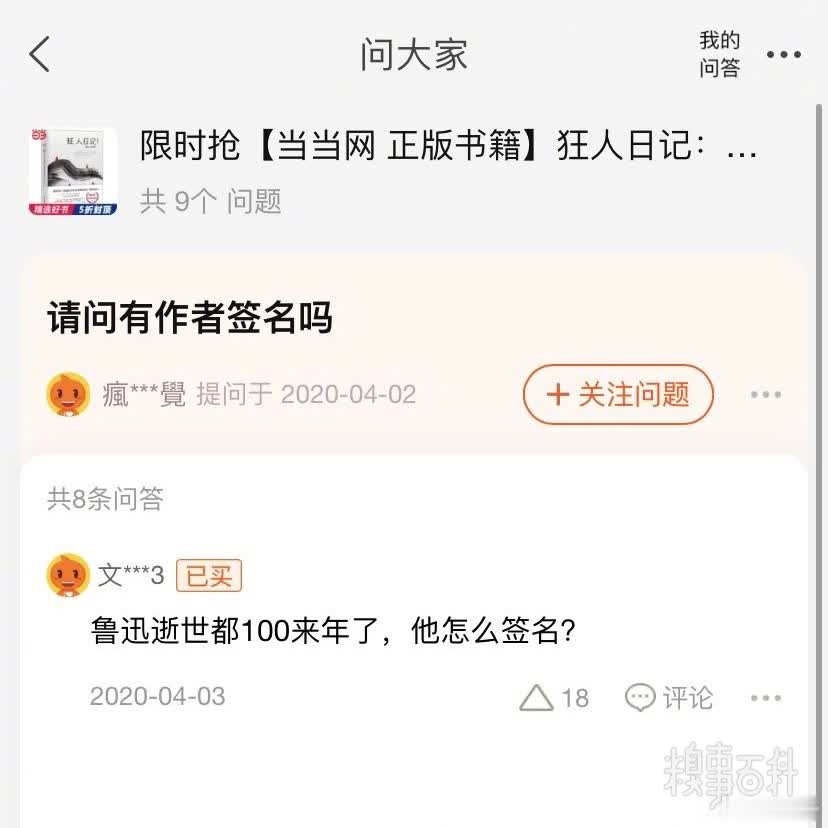 问大家
我的
问答
当当
狂人日记
精选好书 5折封顶
限时抢【当当网 正版书籍】狂人日记：...
共 9个 问题
请问有作者签名吗
瘋***覺 提问于 2020-04-02
+ 关注问题
共8条问答
文***3 已买
鲁迅逝世都100来年了，他怎么签名?
2020-04-03
18
评论
糗事百科